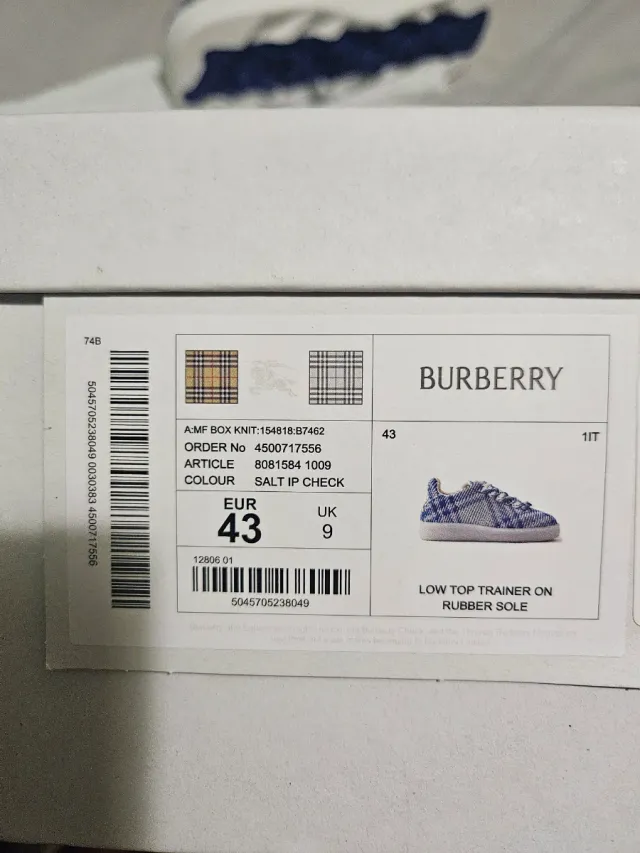 74B
5045705238049 0030383 4500717556
BURBERRY
A:MF BOX KNIT:154818:B7462
ORDER No 4500717556
ARTICLE 8081584 1009
COLOUR SALT IP CHECK
EUR
43
UK
9
12806 01
5045705238049
43
1IT
LOW TOP TRAINER ON
RUBBER SOLE